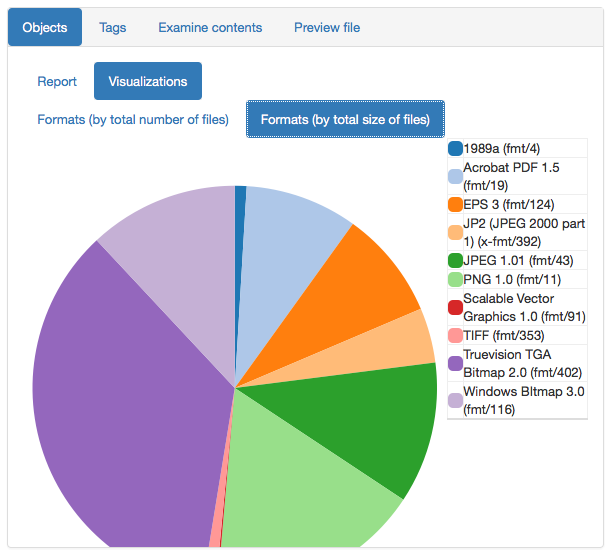 Objects Tags Examine contents Preview file
Report Visualizations
Formats (by total number of files) Formats (by total size of files)
1989a (fmt/4)
Acrobat PDF 1.5
(fmt/19)
EPS 3 (fmt/124)
JP2 (JPEG 2000 part
1) (x-fmt/392)
JPEG 1.01 (fmt/43)
PNG 1.0 (fmt/11)
Scalable Vector
Graphics 1.0 (fmt/91)
TIFF (fmt/353)
Truevision TGA
Bitmap 2.0 (fmt/402)
Windows BItmap 3.0
(fmt/116)